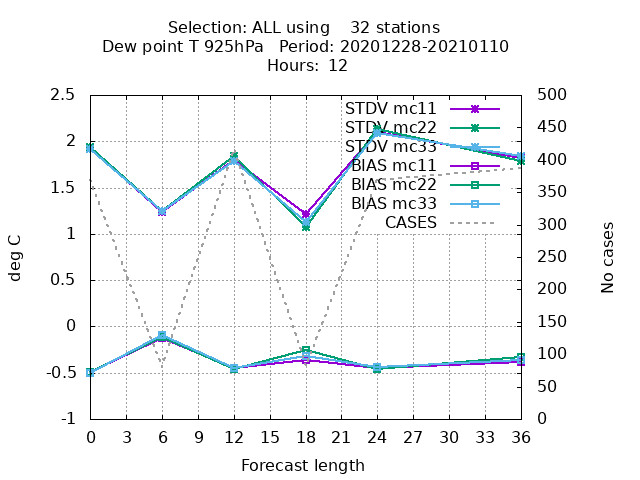 Selection: ALL using    32 stations
Dew point T 925hPa   Period: 20201228-20210110
Hours: 12
2.5
2
1.5
1
0.5
0
-0.5
-1
deg C
500
450
400
350
300
250
200
150
100
50
0
No cases
STDV mc11
STDV mc22
STDV mc33
BIAS mc11
BIAS mc22
BIAS mc33
CASES
0 3 6 9 12 15 18 21 24 27 30 33 36
Forecast length